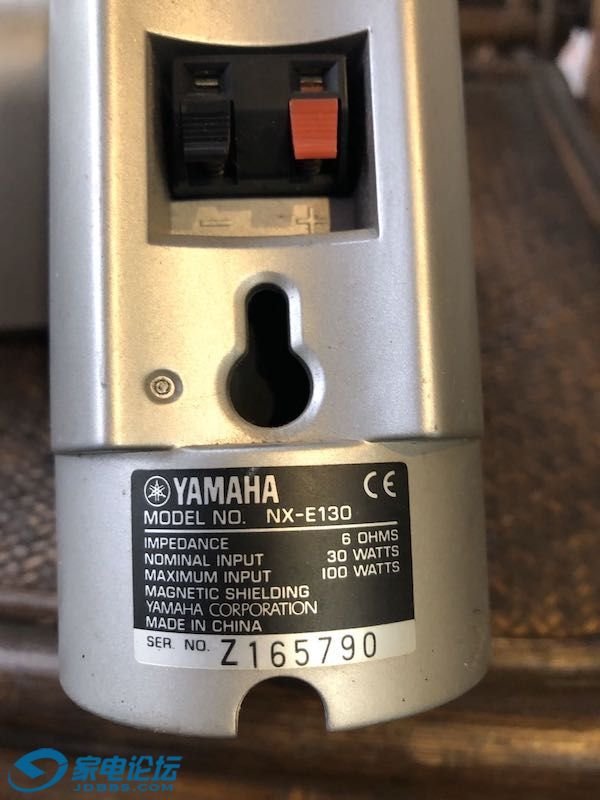 - +
YAMAHA CE
MODEL NO. NX-E130
IMPEDANCE 6 OHMS
NOMINAL INPUT 30 WATTS
MAXIMUM INPUT 100 WATTS
MAGNETIC SHIELDING
YAMAHA CORPORATION
MADE IN CHINA
SER. NO. Z165790
家电论坛
JDBBS.COM